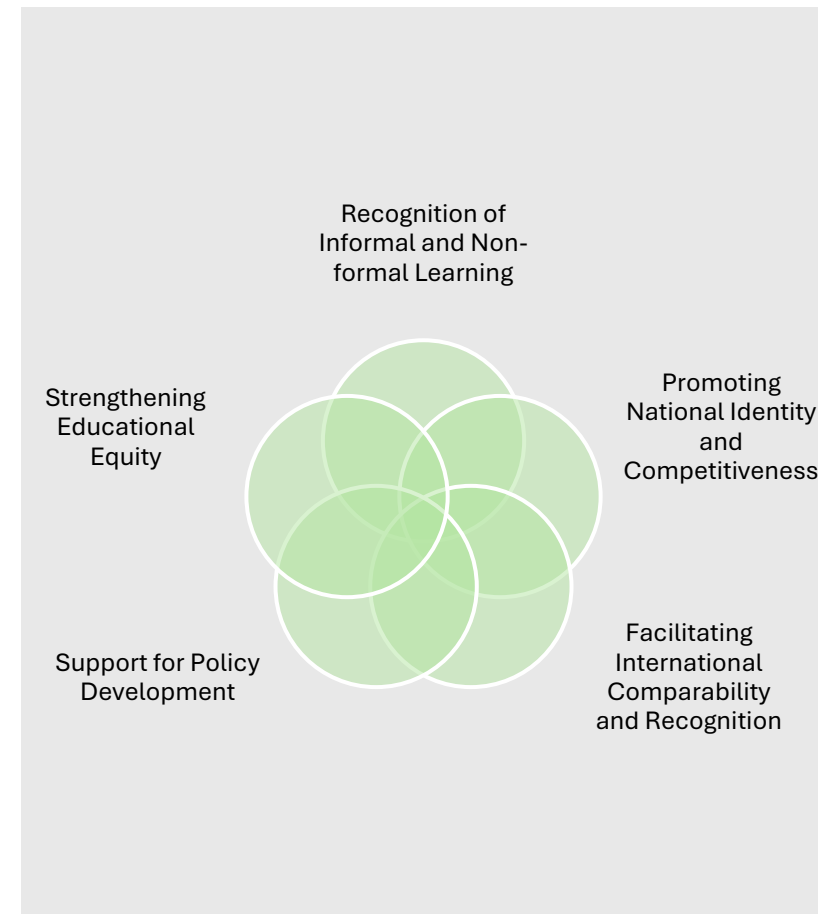 Recognition of
Informal and Non-
formal Learning
Promoting
National Identity
and
Competitiveness
Facilitating
International
Comparability
and Recognition
Support for Policy
Development
Strengthening
Educational
Equity